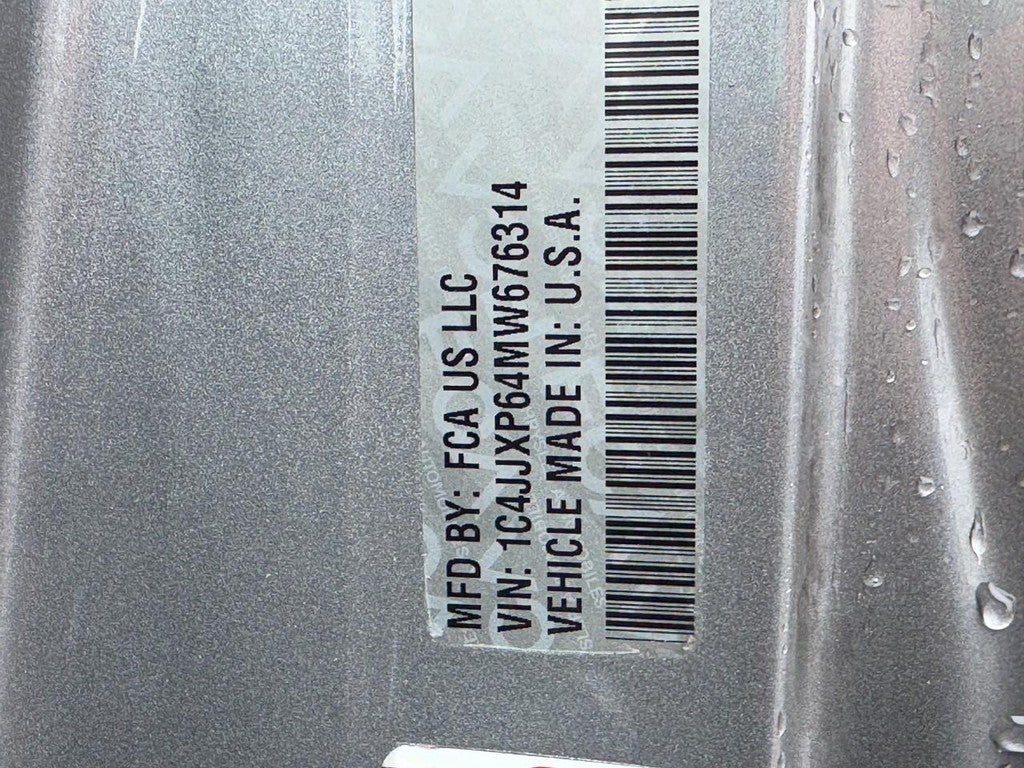 MFD BY: FCA US LLC
VIN: 1C4JJXP64MW676314
VEHICLE MADE IN: U.S.A.